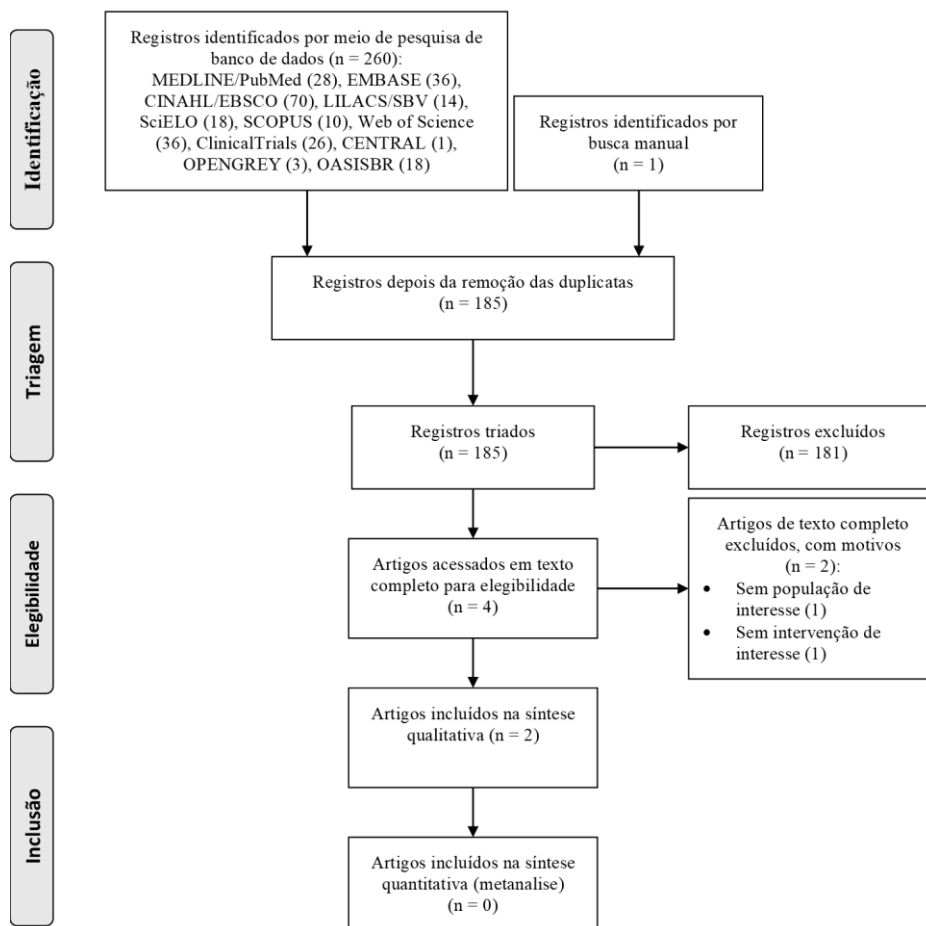 Identificação
Registros identificados por meio de pesquisa de
banco de dados (n = 260):
MEDLINE/PubMed (28), EMBASE (36),
CINAHL/EBSCO (70), LILACS/SBV (14),
SciELO (18), SCOPUS (10), Web of Science
(36), ClinicalTrials (26), CENTRAL (1),
OPENGREY (3), OASISBR (18)
Registros identificados por
busca manual
(n = 1)
Triagem
Registros depois da remoção das duplicatas
(n = 185)
Registros triados
(n = 185)
Registros excluídos
(n = 181)
Elegibilidade
Artigos acessados em texto
completo para elegibilidade
(n = 4)
Artigos de texto completo
excluídos, com motivos
(n = 2):
• Sem população de
interesse (1)
• Sem intervenção de
interesse (1)
Artigos incluídos na síntese
qualitativa (n = 2)
Inclusão
Artigos incluídos na síntese
quantitativa (metanalise)
(n = 0)